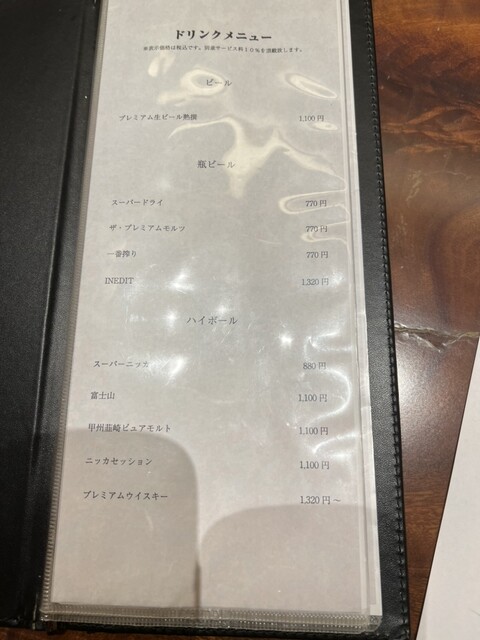 ドリンクメニュー
※表示価格は税込です。別途サービス料10%を頂戴致します。
ビール
プレミアム生ビール熟撰 1,100円
瓶ビール
スーパードライ 770円
ザ・プレミアムモルツ 770円
一番搾り 770円
INEDIT 1,320円
ハイボール
スーパーニッカ 880円
富士山 1,100円
甲州韮崎ピュアモルト 1,100円
ニッカセッション 1,100円
プレミアムウイスキー 1,320円～